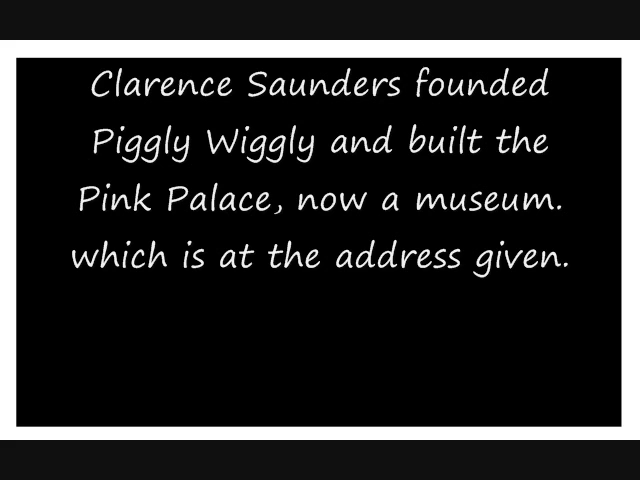 Clarence Saunders founded
Piggly Wiggly and built the
Pink Palace, now a museum.
which is at the address given.